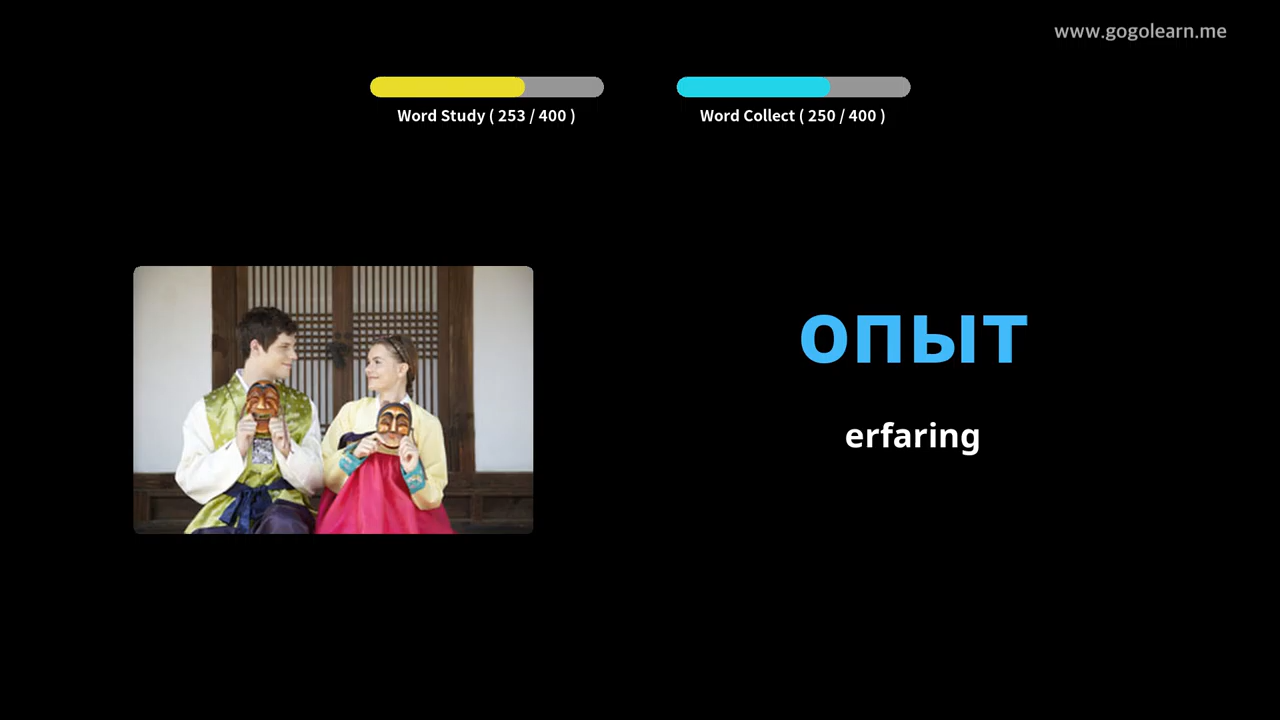 www.gogolearn.me
Word Study ( 253 / 400 )
Word Collect ( 250 / 400 )
опыт
erfaring